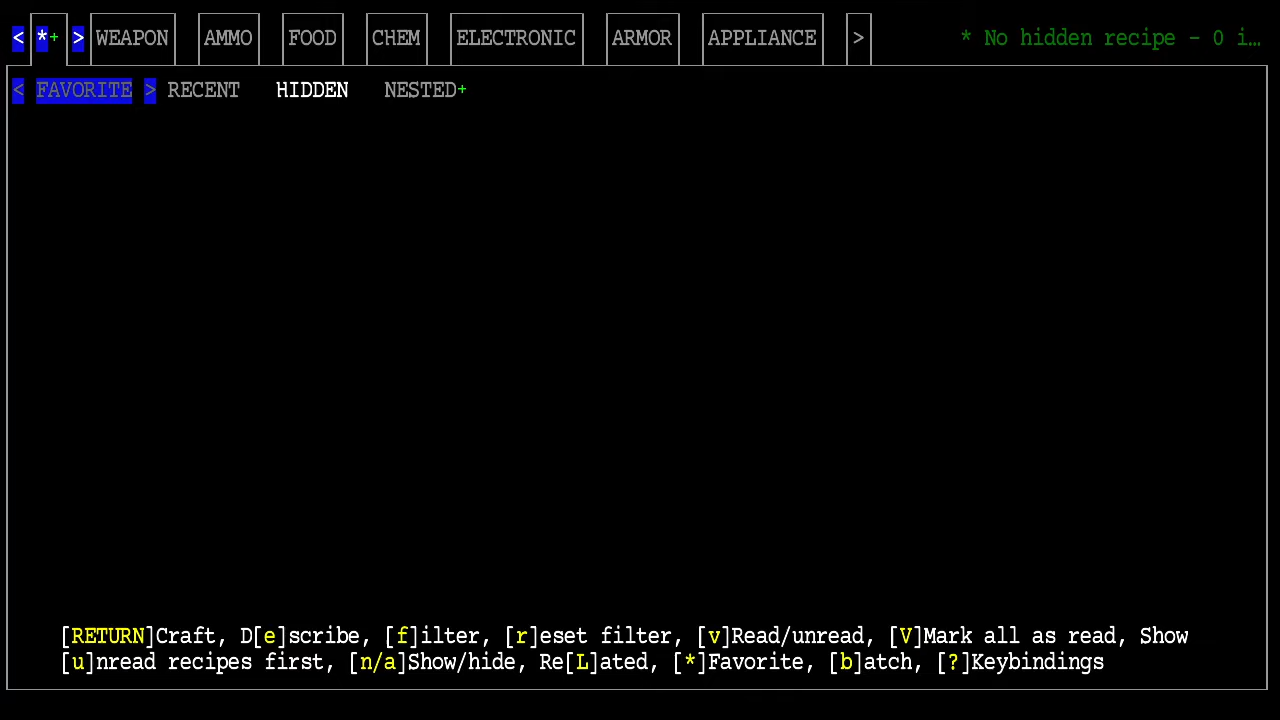 < *+ > WEAPON AMMO FOOD CHEM ELECTRONIC ARMOR APPLIANCE > * No hidden recipe - 0 i…
< FAVORITE > RECENT HIDDEN NESTED+
[RETURN]Craft, D[e]scribe, [f]ilter, [r]eset filter, [v]Read/unread, [V]Mark all as read, Show
[u]nread recipes first, [n/a]Show/hide, Re[L]ated, [*]Favorite, [b]atch, [?]Keybindings